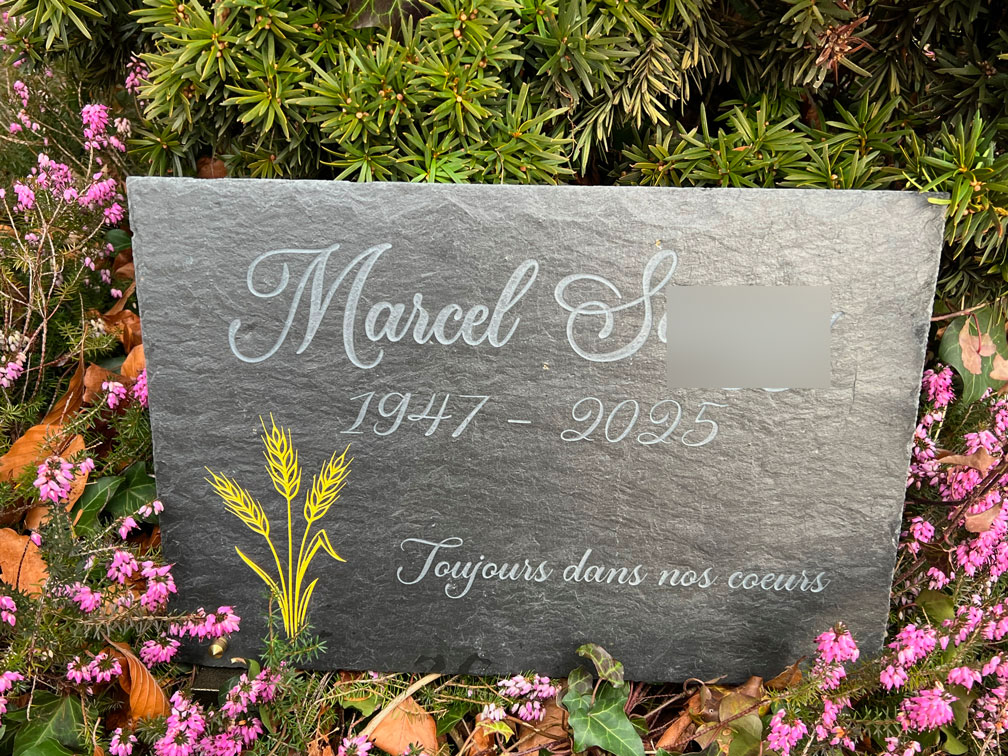 Marcel
1947 - 2025
Toujours dans nos coeurs